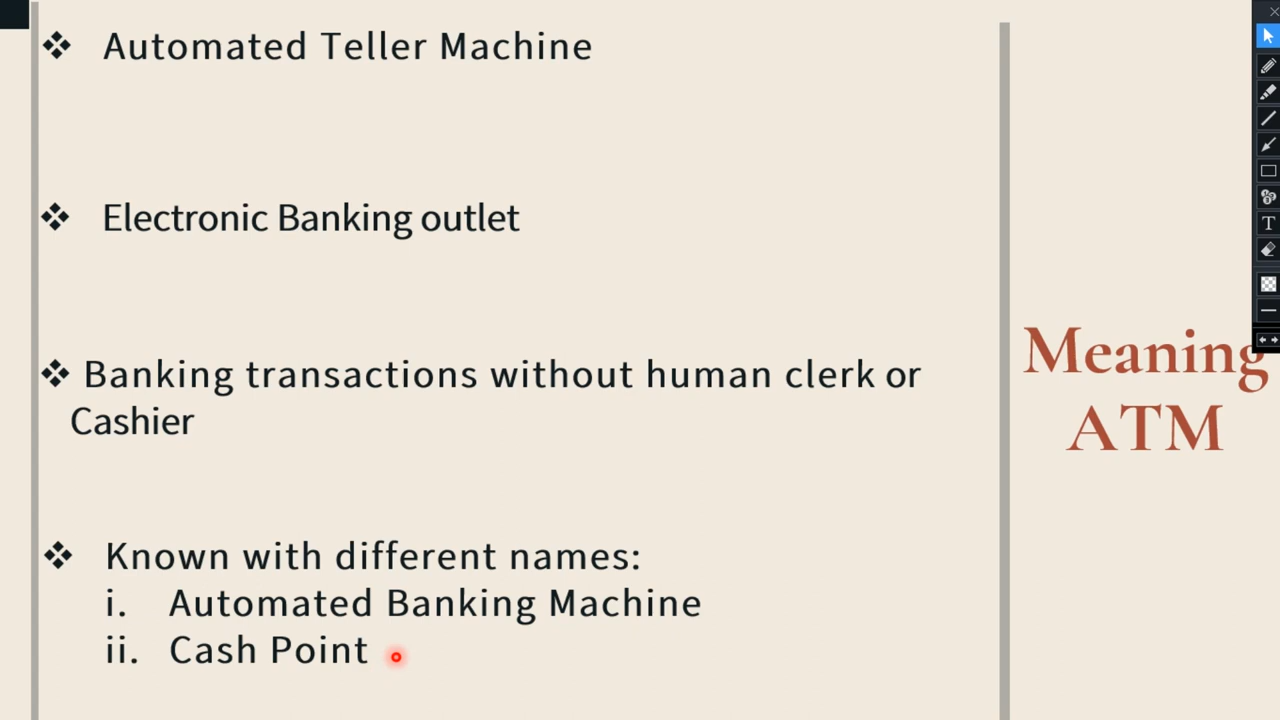 Automated Teller Machine
Electronic Banking outlet
Banking transactions without human clerk or
Cashier
Known with different names:
i. Automated Banking Machine
ii. Cash Point
Meaning
ATM